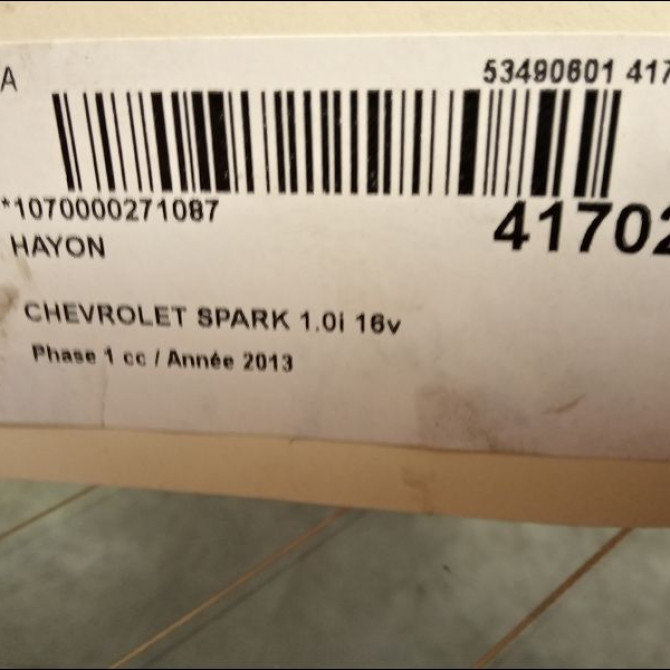 A 53490601 417
*1070000271087 41702
HAYON
CHEVROLET SPARK 1.0i 16v
Phase 1 cc / Année 2013